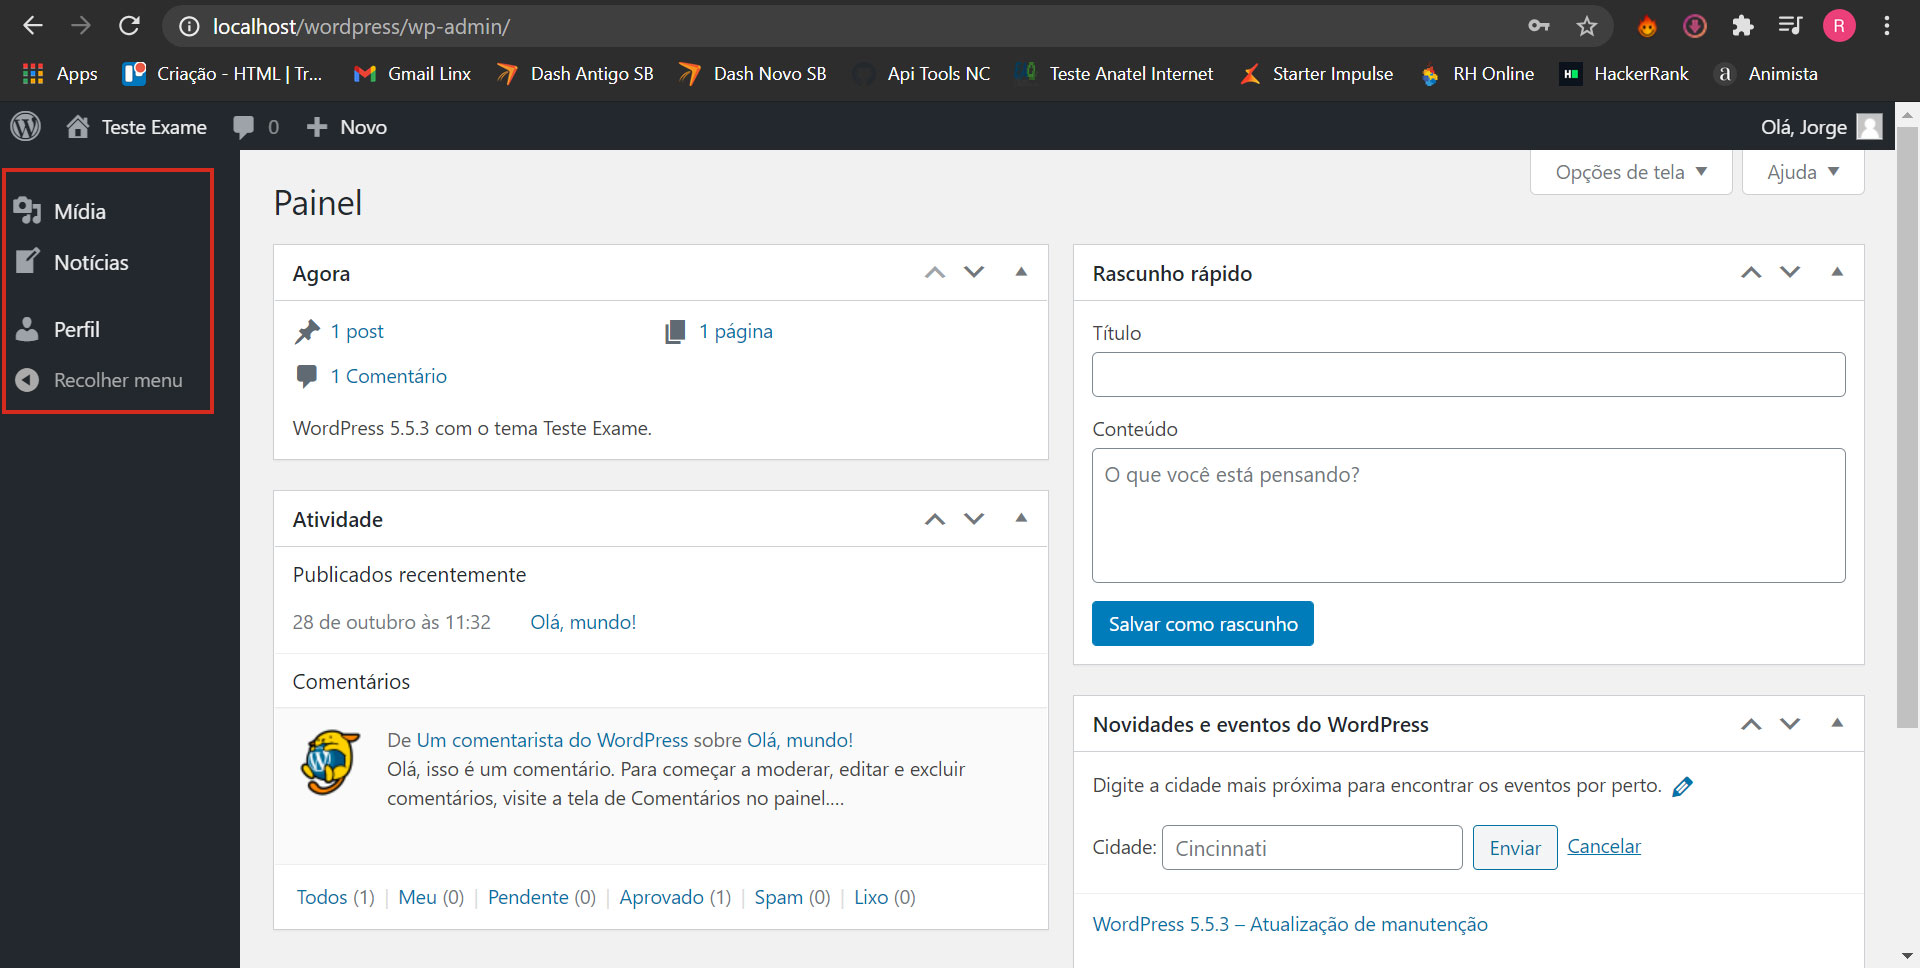 localhost/wordpress/wp-admin/
R
Apps
Criação - HTML | Tr...
Gmail Linx
Dash Antigo SB
Dash Novo SB
Api Tools NC
Teste Anatel Internet
Starter Impulse
RH Online
HackerRank
Animista
Teste Exame
0
Novo
Olá, Jorge
Opções de tela
Ajuda
Mídia
Notícias
Perfil
Recolher menu
Painel
Agora
1 post
1 página
1 Comentário
WordPress 5.5.3 com o tema Teste Exame.
Atividade
Publicados recentemente
28 de outubro às 11:32 Olá, mundo!
Comentários
De Um comentarista do WordPress sobre Olá, mundo!
Olá, isso é um comentário. Para começar a moderar, editar e excluir
comentários, visite a tela de Comentários no painel....
Todos (1) | Meu (0) | Pendente (0) | Aprovado (1) | Spam (0) | Lixo (0)
Rascunho rápido
Título
Conteúdo
O que você está pensando?
Salvar como rascunho
Novidades e eventos do WordPress
Digite a cidade mais próxima para encontrar os eventos por perto.
Cidade: Cincinnati Enviar Cancelar
WordPress 5.5.3 – Atualização de manutenção